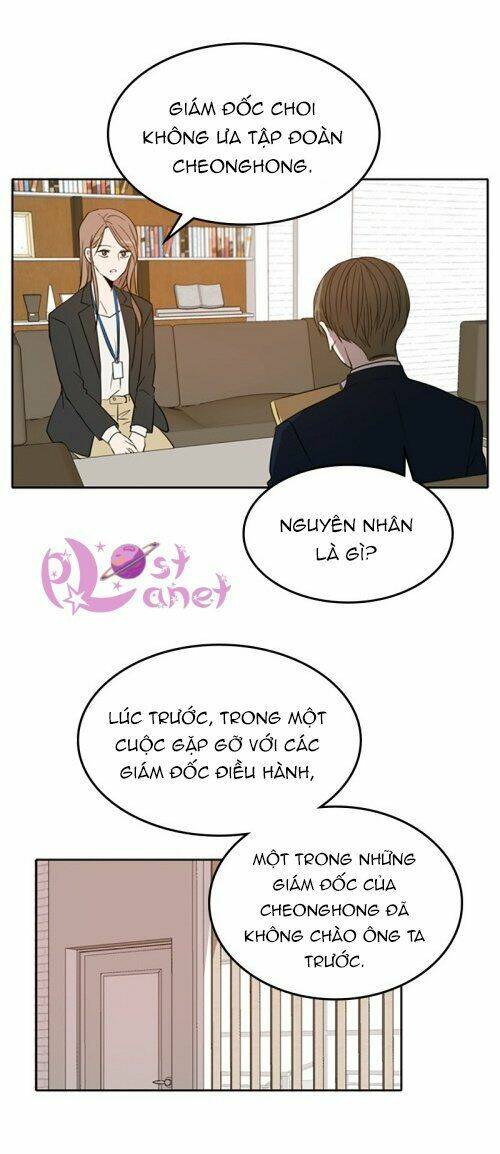 GIÁM ĐỐC CHOI
KHÔNG ƯA TẬP ĐOÀN
CHEONGHONG.
NGUYÊN NHÂN
LÀ GÌ?
Lost
Planet
LÚC TRƯỚC, TRONG MỘT
CUỘC GẶP GỠ VỚI CÁC
GIÁM ĐỐC ĐIỀU HÀNH,
MỘT TRONG NHỮNG
GIÁM ĐỐC CỦA
CHEONGHONG ĐÃ
KHÔNG CHÀO ÔNG TA
TRƯỚC.